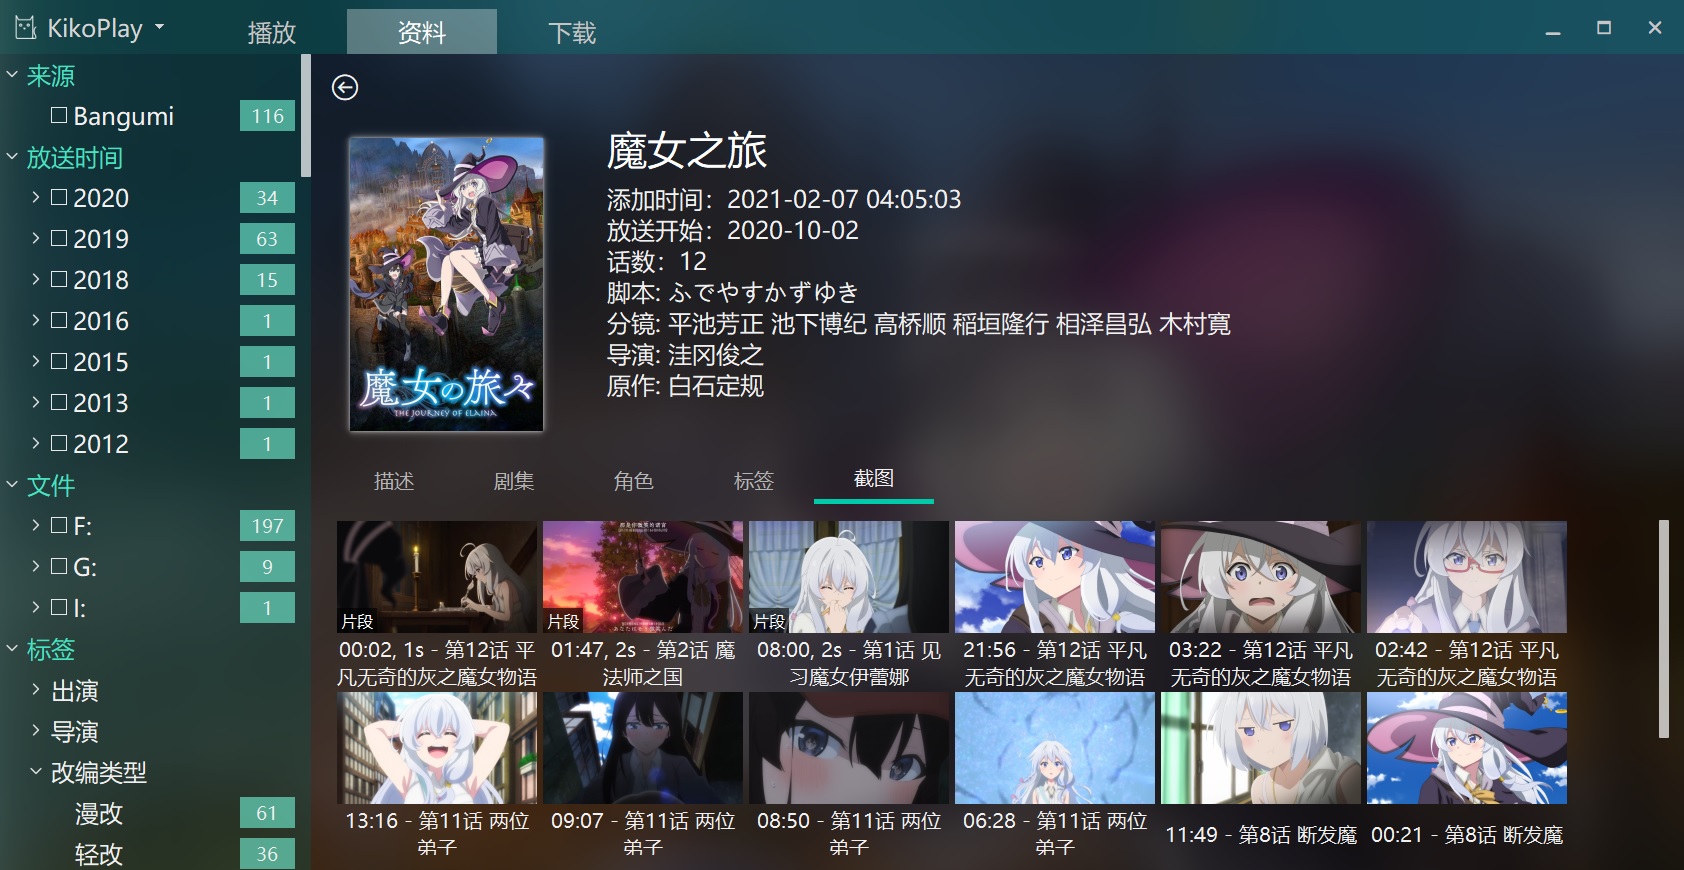 KikoPlay
播放
资料
下载
来源
Bangumi 116
放送时间
2020 34
2019 63
2018 15
2016 1
2015 1
2013 1
2012 1
文件
F: 197
G: 9
I: 1
标签
出演
导演
改编类型
漫改 61
轻改 36
魔女の旅々
THE JOURNEY OF ELAINA
魔女之旅
添加时间：2021-02-07 04:05:03
放送开始：2020-10-02
话数：12
脚本: ふでやすかずゆき
分镜: 平池芳正 池下博纪 高桥顺 稻垣隆行 相泽昌弘 木村寛
导演: 洼冈俊之
原作: 白石定规
描述
剧集
角色
标签
截图
片段
00:02, 1s - 第12话 平
凡无奇的灰之魔女物语
片段
01:47, 2s - 第2话 魔
法师之国
片段
08:00, 2s - 第1话 见
习魔女伊蕾娜
21:56 - 第12话 平凡
无奇的灰之魔女物语
03:22 - 第12话 平凡
无奇的灰之魔女物语
02:42 - 第12话 平凡
无奇的灰之魔女物语
13:16 - 第11话 两位
弟子
09:07 - 第11话 两位
弟子
08:50 - 第11话 两位
弟子
06:28 - 第11话 两位
弟子
11:49 - 第8话 断发魔
00:21 - 第8话 断发魔